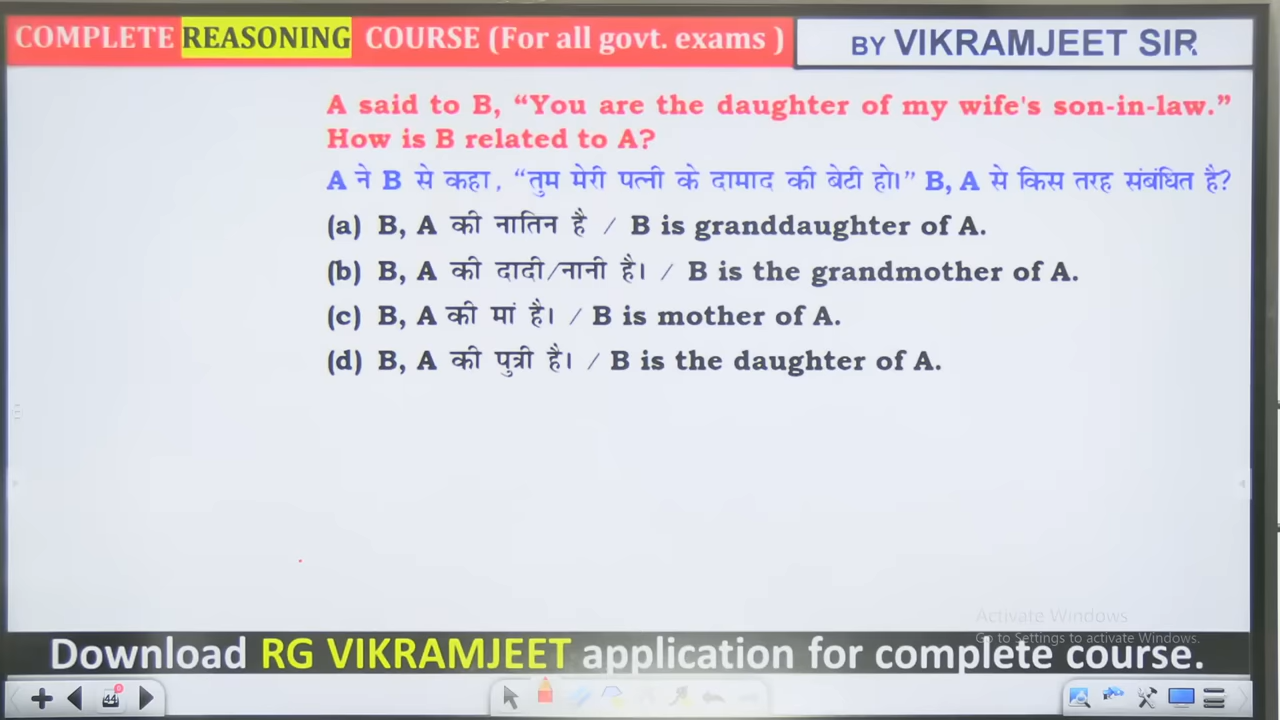 COMPLETE REASONING COURSE (For all govt. exams )
BY VIKRAMJEET SIR
A said to B, “You are the daughter of my wife's son-in-law.”
How is B related to A?
A ने B से कहा, “तुम मेरी पत्नी के दामाद की बेटी हो।” B, A से किस तरह संबंधित है?
(a) B, A की नातिन है / B is granddaughter of A.
(b) B, A की दादी/नानी है। / B is the grandmother of A.
(c) B, A की मां है। / B is mother of A.
(d) B, A की पुत्री है। / B is the daughter of A.
Activate Windows
Go to Settings to activate Windows.
Download RG VIKRAMJEET application for complete course.
44